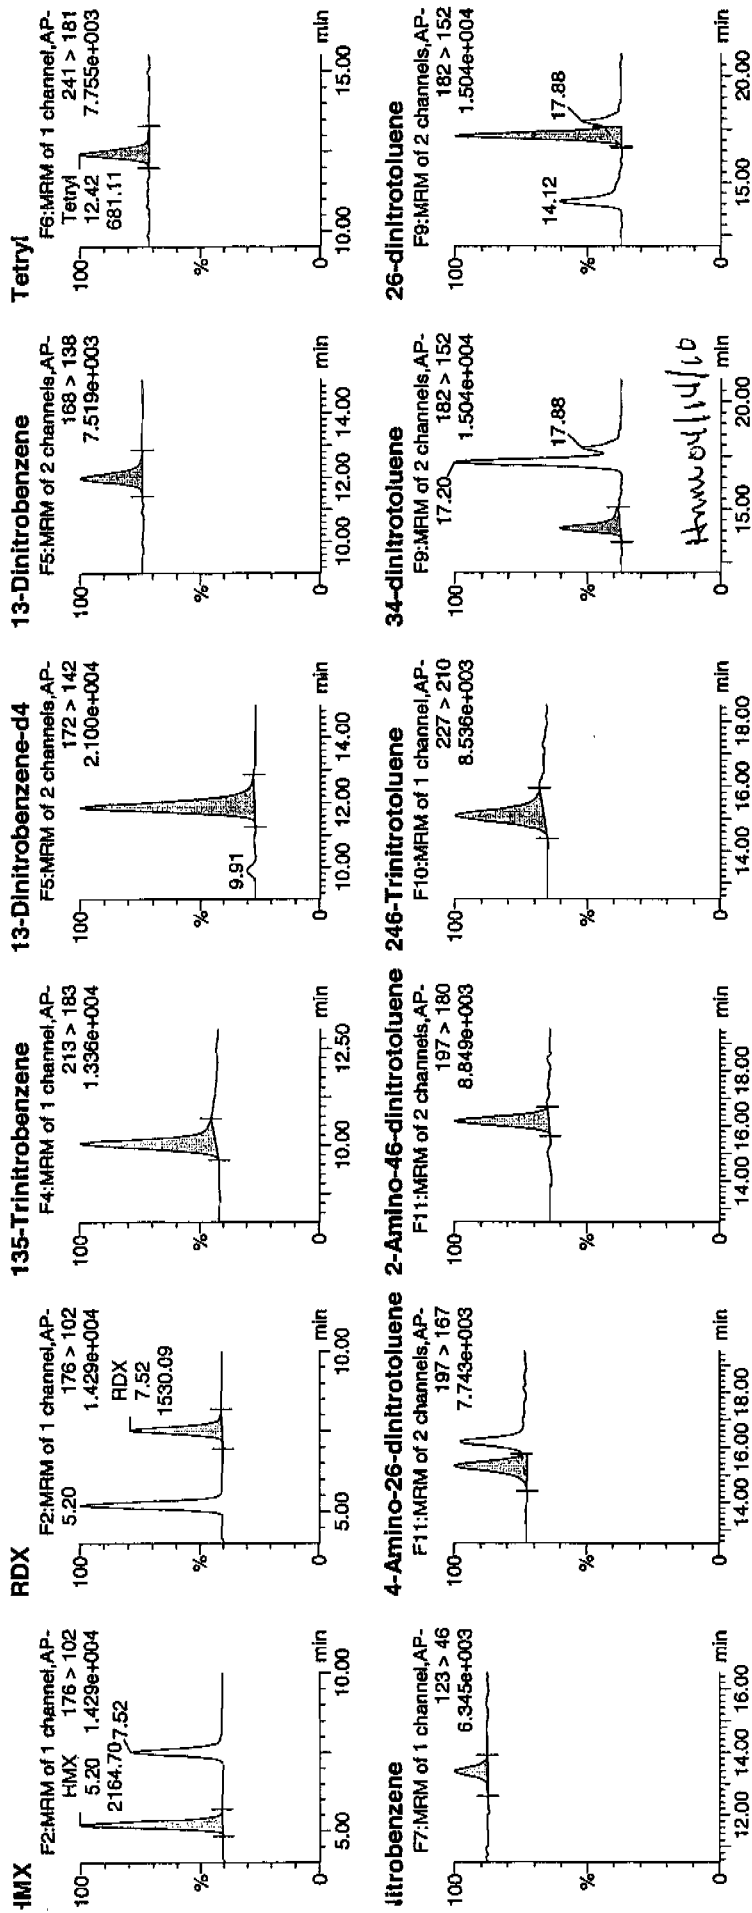 HMX
F2:MRM of 1 channel,AP-
176 > 102
1.429e+004
HMX
5.20
2164.70
7.52
100
%
0
5.00
10.00
min
RDX
F2:MRM of 1 channel,AP-
176 > 102
1.429e+004
5.20
RDX
7.52
1530.09
100
%
0
5.00
10.00
min
135-Trinitrobenzene
F4:MRM of 1 channel,AP-
213 > 183
1.336e+004
100
%
0
10.00
12.50
min
13-Dinitrobenzene-d4
F5:MRM of 2 channels,AP-
172 > 142
2.100e+004
9.91
100
%
0
10.00
12.00
14.00
min
13-Dinitrobenzene
F5:MRM of 2 channels,AP-
168 > 138
7.519e+003
100
%
0
10.00
12.00
14.00
min
Tetryl
F6:MRM of 1 channel,AP-
241 > 181
7.755e+003
Tetryl
12.42
681.11
100
%
0
10.00
15.00
min
litrobenzene
F7:MRM of 1 channel,AP-
123 > 46
6.345e+003
100
%
0
12.00
14.00
16.00
min
4-Amino-26-dinitrotoluene
F11:MRM of 2 channels,AP-
197 > 167
7.743e+003
100
%
0
14.00
16.00
18.00
min
2-Amino-46-dinitrotoluene
F11:MRM of 2 channels,AP-
197 > 180
8.849e+003
100
%
0
14.00
16.00
18.00
min
246-Trinitrotoluene
F10:MRM of 1 channel,AP-
227 > 210
8.536e+003
100
%
0
14.00
16.00
18.00
min
34-dinitrotoluene
F9:MRM of 2 channels,AP-
182 > 152
1.504e+004
17.20
17.88
100
%
0
15.00
20.00
min
04/14/10
26-dinitrotoluene
F9:MRM of 2 channels,AP-
182 > 152
1.504e+004
14.12
17.88
100
%
0
15.00
20.00
min